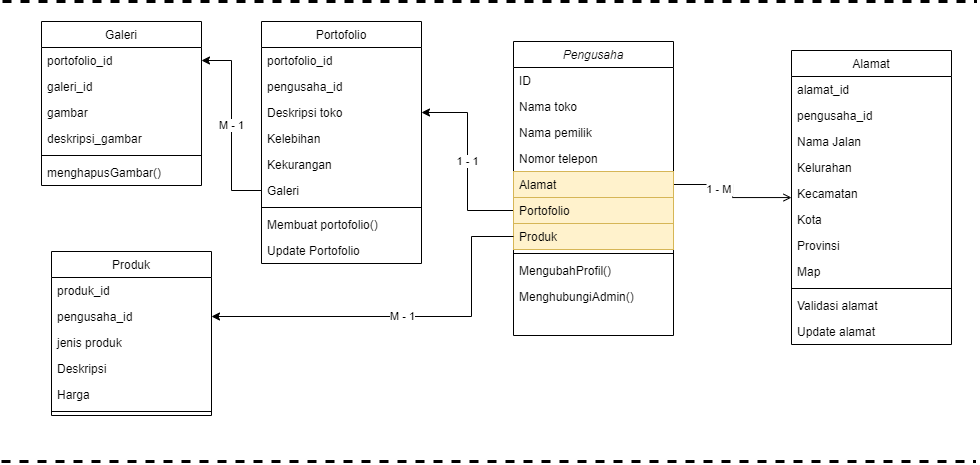 Galeri
portofolio_id
galeri_id
gambar
deskripsi_gambar
menghapusGambar()
M - 1
Portofolio
portofolio_id
pengusaha_id
Deskripsi toko
Kelebihan
Kekurangan
Galeri
Membuat portofolio()
Update Portofolio
1 - 1
Pengusaha
ID
Nama toko
Nama pemilik
Nomor telepon
Alamat
Portofolio
Produk
MengubahProfil()
MenghubungiAdmin()
1 - M
Alamat
alamat_id
pengusaha_id
Nama Jalan
Kelurahan
Kecamatan
Kota
Provinsi
Map
Validasi alamat
Update alamat
Produk
produk_id
pengusaha_id
jenis produk
Deskripsi
Harga
M - 1